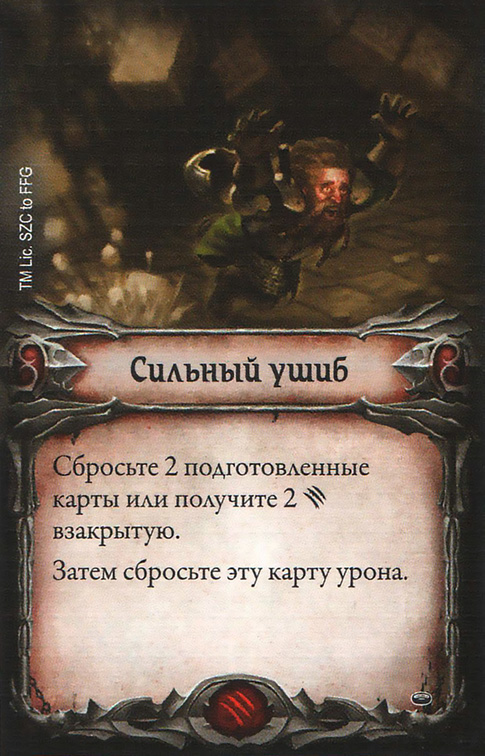 TM Lic. SZC to FFG
Сильный ушиб
Сбросьте 2 подготовленные
карты или получите 2
взакрытую.
Затем сбросьте эту карту урона.